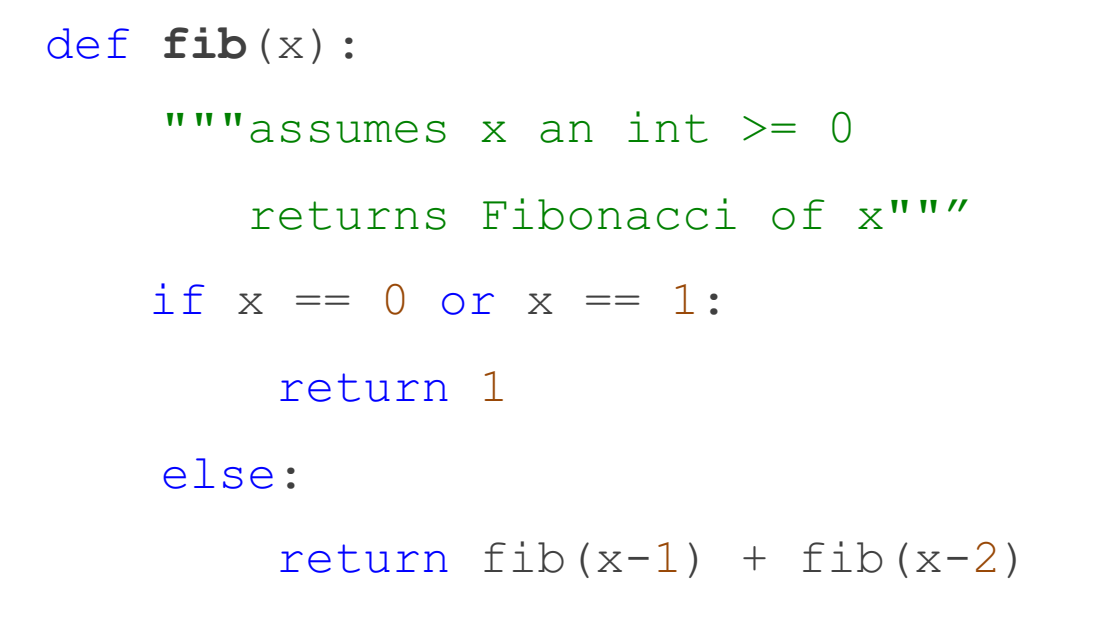 def fib(x):
"""assumes x an int >= 0
returns Fibonacci of x""”
if x == 0 or x == 1:
return 1
else:
return fib(x-1) + fib(x-2)